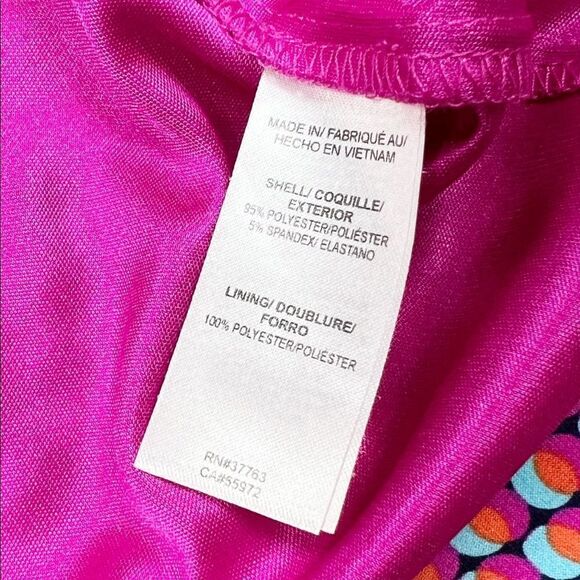 MADE IN/ FABRIQUÉ AU/
HECHO EN VIETNAM
SHELL/ COQUILLE/
EXTERIOR
95% POLYESTER/POLIÉSTER
5% SPANDEX/ ELASTANO
LINING/ DOUBLURE/
FORRO
100% POLYESTER/POLIÉSTER
RN#37763
CA#55972